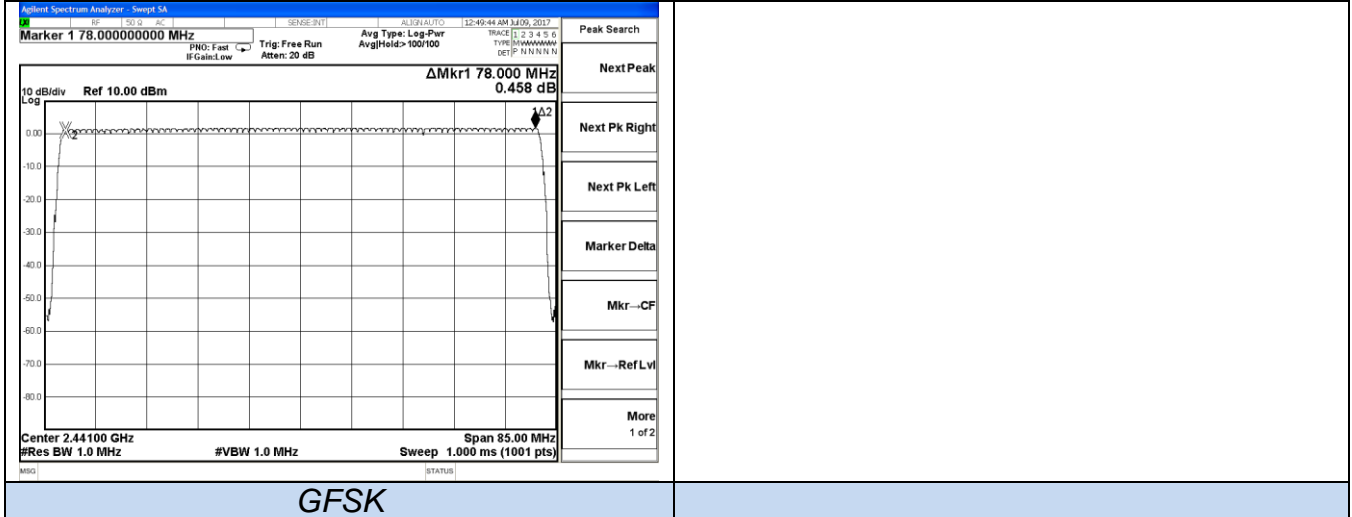 Agilent Spectrum Analyzer - Swept SA
RF 50 Ω AC SENSE:INT ALIGN AUTO 12:49:44 AM Jul 09, 2017
Marker 1 78.000000000 MHz
PNO: Fast
IFGain:Low
Trig: Free Run
Atten: 20 dB
Avg Type: Log-Pwr
Avg|Hold:> 100/100
TRACE 1 2 3 4 5 6
TYPE MWWWWW
DET P N N N N N
ΔMkr1 78.000 MHz
0.458 dB
10 dB/div Ref 10.00 dBm
Log
1Δ2
2
0.00
-10.0
-20.0
-30.0
-40.0
-50.0
-60.0
-70.0
-80.0
Center 2.44100 GHz Span 85.00 MHz
#Res BW 1.0 MHz #VBW 1.0 MHz Sweep 1.000 ms (1001 pts)
MSG STATUS
Peak Search
Next Peak
Next Pk Right
Next Pk Left
Marker Delta
Mkr→CF
Mkr→Ref Lvl
More
1 of 2
GFSK